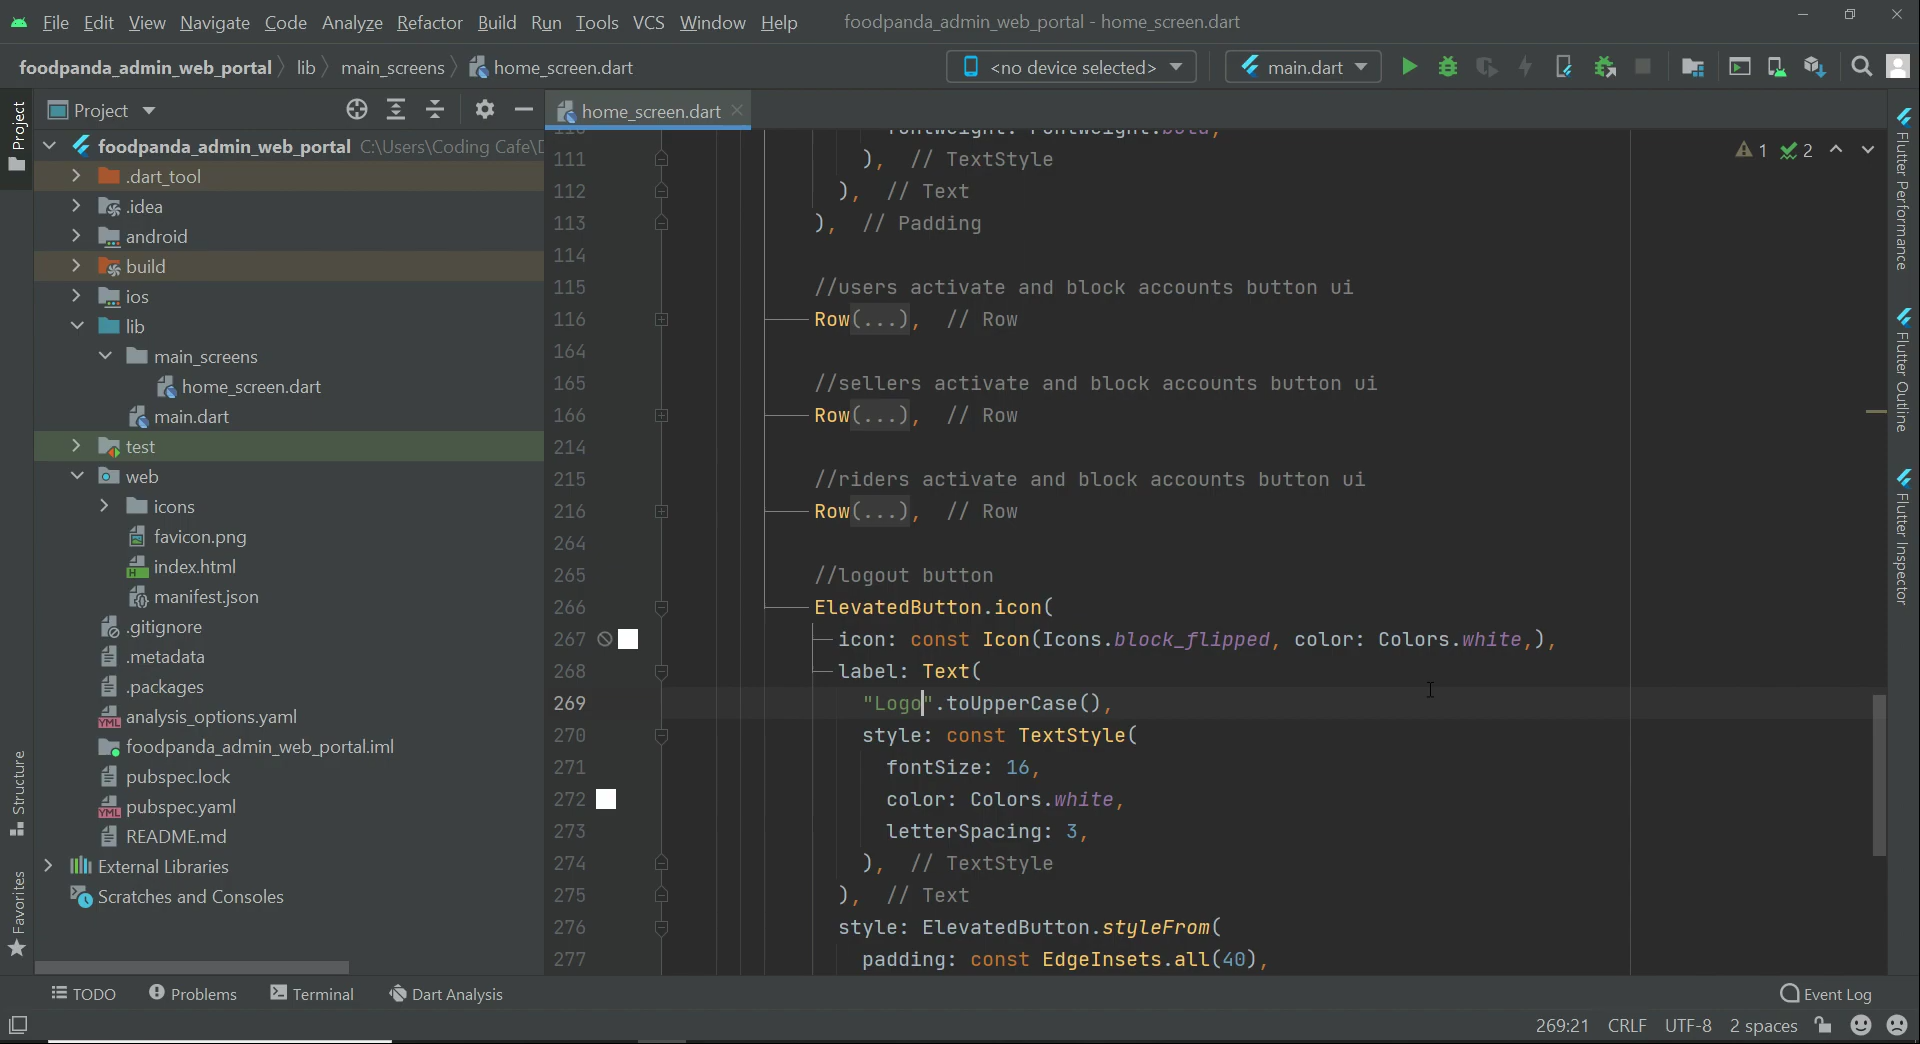 File Edit View Navigate Code Analyze Refactor Build Run Tools VCS Window Help foodpanda_admin_web_portal - home_screen.dart
foodpanda_admin_web_portal lib main_screens home_screen.dart <no device selected> main.dart
Project
Project
home_screen.dart
foodpanda_admin_web_portal C:\Users\Coding Cafe\
.dart_tool
.idea
android
build
ios
lib
main_screens
home_screen.dart
main.dart
test
web
icons
favicon.png
index.html
manifest.json
.gitignore
.metadata
.packages
analysis_options.yaml
foodpanda_admin_web_portal.iml
pubspec.lock
pubspec.yaml
README.md
External Libraries
Scratches and Consoles
Structure
Favorites
fontWeight: FontWeight.bold,
111 ), // TextStyle
112 ), // Text
113 ), // Padding
114
115 //users activate and block accounts button ui
116 Row(...), // Row
164
165 //sellers activate and block accounts button ui
166 Row(...), // Row
214
215 //riders activate and block accounts button ui
216 Row(...), // Row
264
265 //logout button
266 ElevatedButton.icon(
267 icon: const Icon(Icons.block_flipped, color: Colors.white,),
268 label: Text(
269 "Logo".toUpperCase(),
270 style: const TextStyle(
271 fontSize: 16,
272 color: Colors.white,
273 letterSpacing: 3,
274 ), // TextStyle
275 ), // Text
276 style: ElevatedButton.styleFrom(
277 padding: const EdgeInsets.all(40),
1 2
Flutter Performance
Flutter Outline
Flutter Inspector
TODO Problems Terminal Dart Analysis Event Log
269:21 CRLF UTF-8 2 spaces